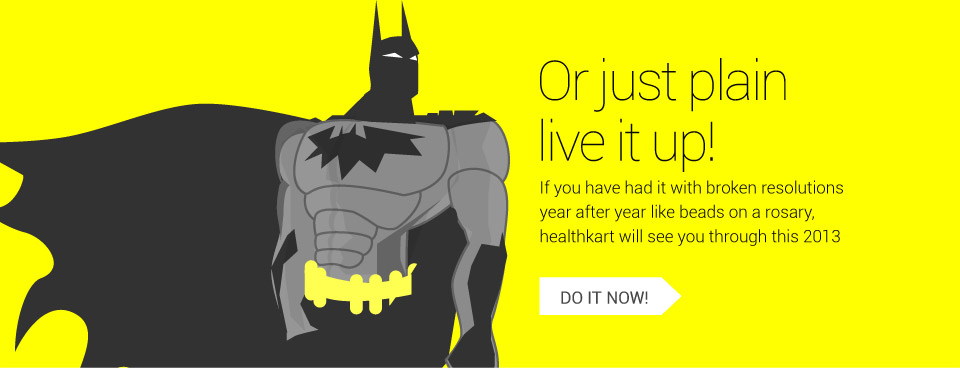 Or just plain
live it up!
If you have had it with broken resolutions
year after year like beads on a rosary,
healthkart will see you through this 2013
DO IT NOW!